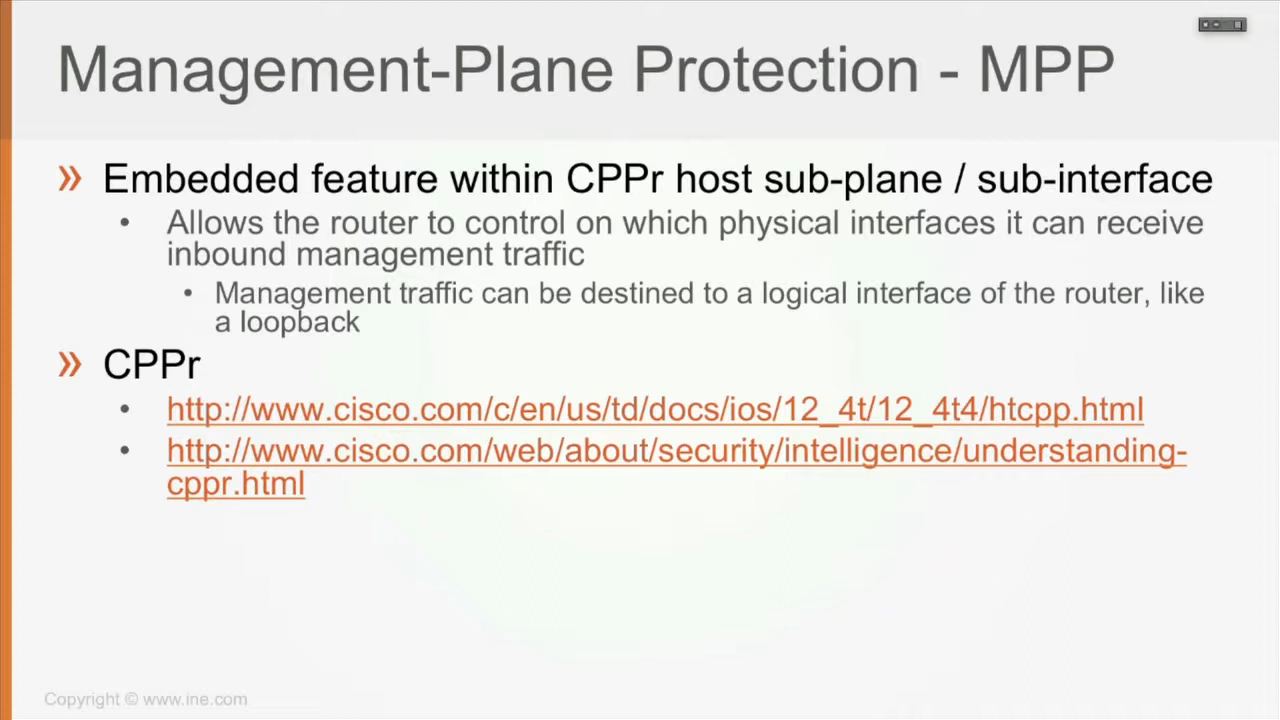 Management-Plane Protection - MPP
» Embedded feature within CPPr host sub-plane / sub-interface
• Allows the router to control on which physical interfaces it can receive
inbound management traffic
• Management traffic can be destined to a logical interface of the router, like
a loopback
» CPPr
• http://www.cisco.com/c/en/us/td/docs/ios/12_4t/12_4t4/htcpp.html
• http://www.cisco.com/web/about/security/intelligence/understanding-
cppr.html
Copyright © www.ine.com